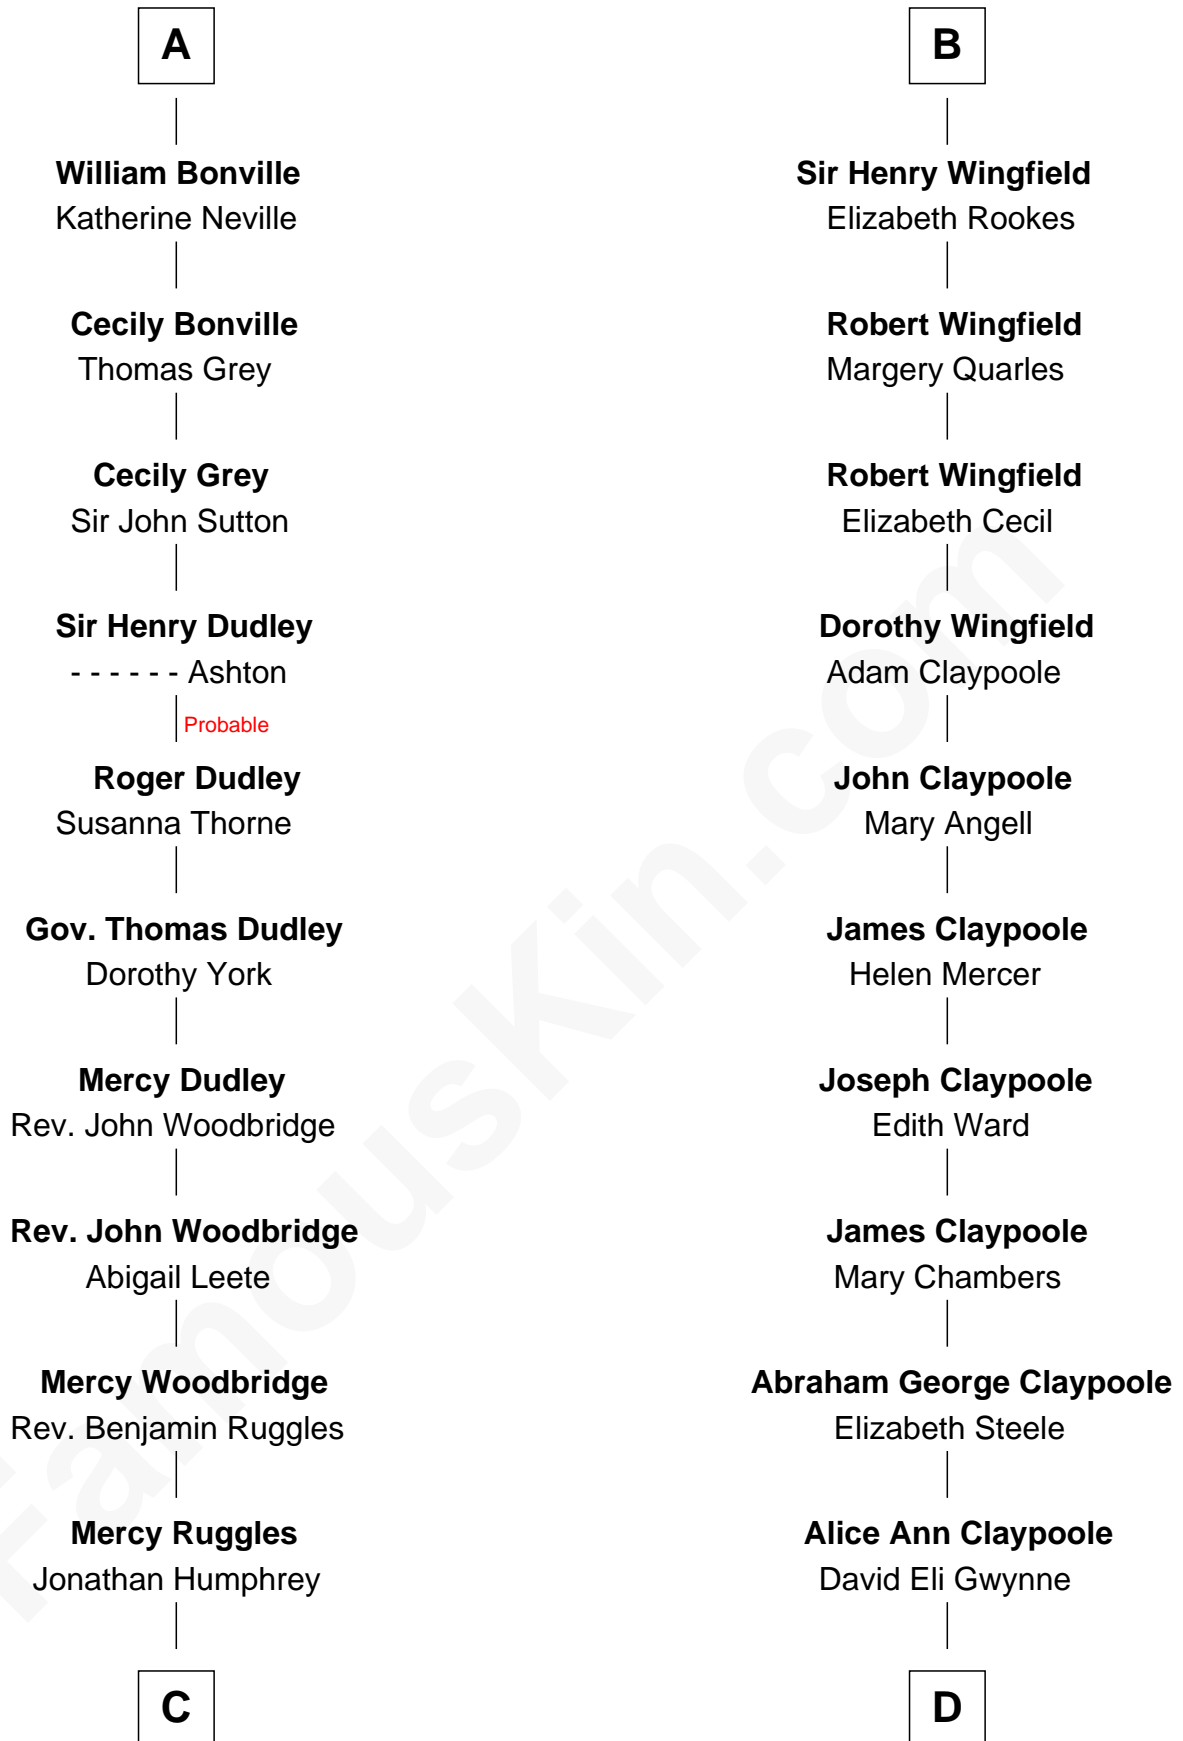 A
William Bonville
Katherine Neville
Cecily Bonville
Thomas Grey
Cecily Grey
Sir John Sutton
Sir Henry Dudley
- - - - - - Ashton
Probable
Roger Dudley
Susanna Thorne
Gov. Thomas Dudley
Dorothy York
Mercy Dudley
Rev. John Woodbridge
Rev. John Woodbridge
Abigail Leete
Mercy Woodbridge
Rev. Benjamin Ruggles
Mercy Ruggles
Jonathan Humphrey
C
B
Sir Henry Wingfield
Elizabeth Rookes
Robert Wingfield
Margery Quarles
Robert Wingfield
Elizabeth Cecil
Dorothy Wingfield
Adam Claypoole
John Claypoole
Mary Angell
James Claypoole
Helen Mercer
Joseph Claypoole
Edith Ward
James Claypoole
Mary Chambers
Abraham George Claypoole
Elizabeth Steele
Alice Ann Claypoole
David Eli Gwynne
D
FamousKin.com